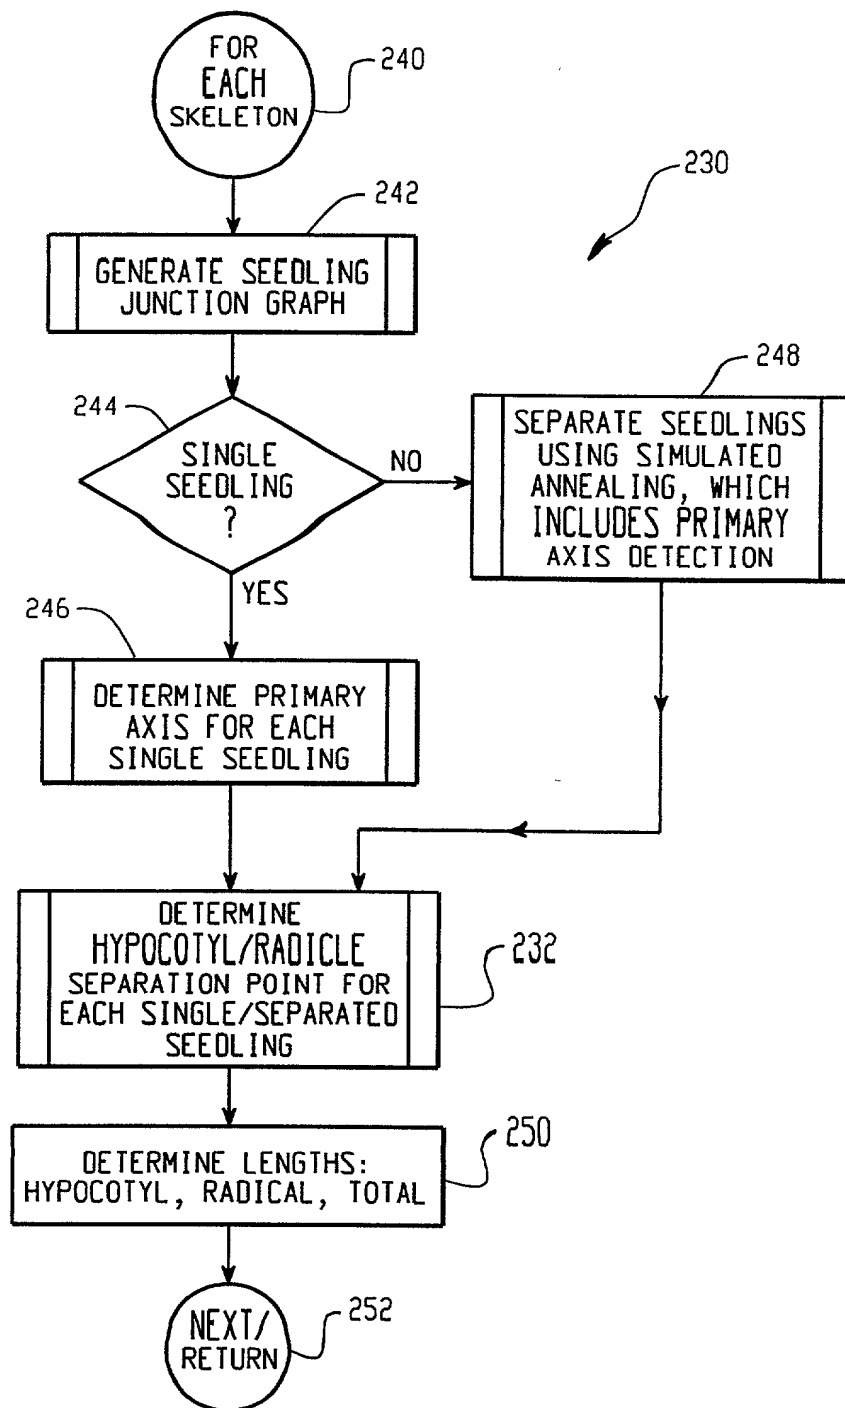 FOR
EACH
SKELETON
240
230
242
GENERATE SEEDLING
JUNCTION GRAPH
244
SINGLE
SEEDLING
?
NO
YES
248
SEPARATE SEEDLINGS
USING SIMULATED
ANNEALING, WHICH
INCLUDES PRIMARY
AXIS DETECTION
246
DETERMINE PRIMARY
AXIS FOR EACH
SINGLE SEEDLING
DETERMINE
HYPOCOTYL/RADICLE
SEPARATION POINT FOR
EACH SINGLE/SEPARATED
SEEDLING
232
DETERMINE LENGTHS:
HYPOCOTYL, RADICAL, TOTAL
250
NEXT/
RETURN
252